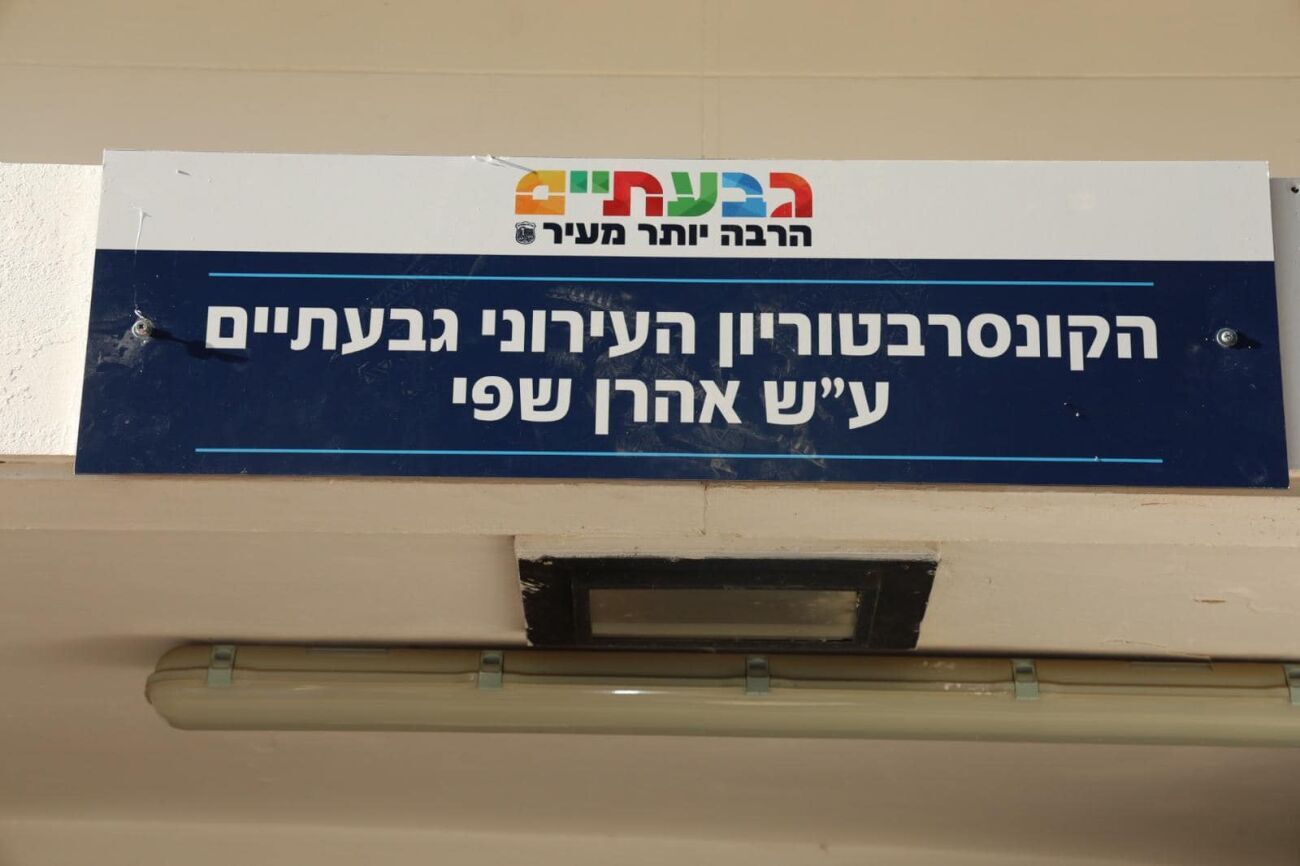 גבעתיים
הרבה יותר מעיר
הקונסרבטוריון העירוני גבעתיים
ע״ש אהרן שפי